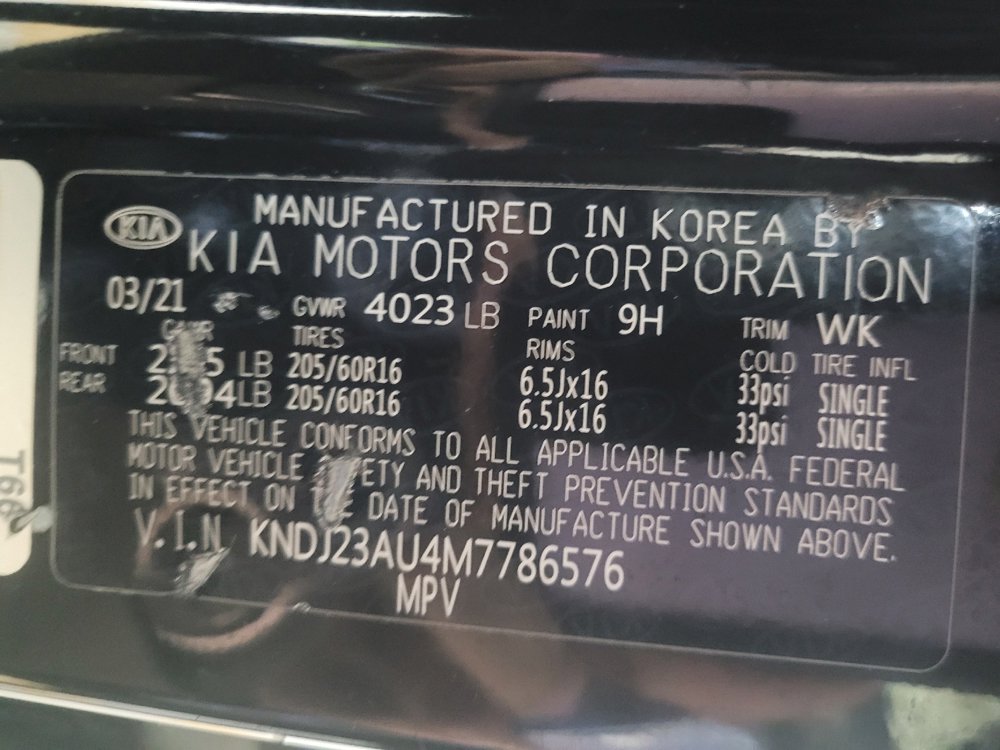 KIA MANUFACTURED IN KOREA BY
KIA MOTORS CORPORATION
03/21 GVWR 4023 LB PAINT 9H TRIM WK
TIRES RIMS COLD TIRE INFL
FRONT LB 205/60R16 6.5Jx16 33psi SINGLE
REAR LB 205/60R16 6.5Jx16 33psi SINGLE
THIS VEHICLE CONFORMS TO ALL APPLICABLE U.S.A. FEDERAL
MOTOR VEHICLE SAFETY AND THEFT PREVENTION STANDARDS
IN EFFECT ON THE DATE OF MANUFACTURE SHOWN ABOVE.
V.I.N KNDJ23AU4M7786576
MPV